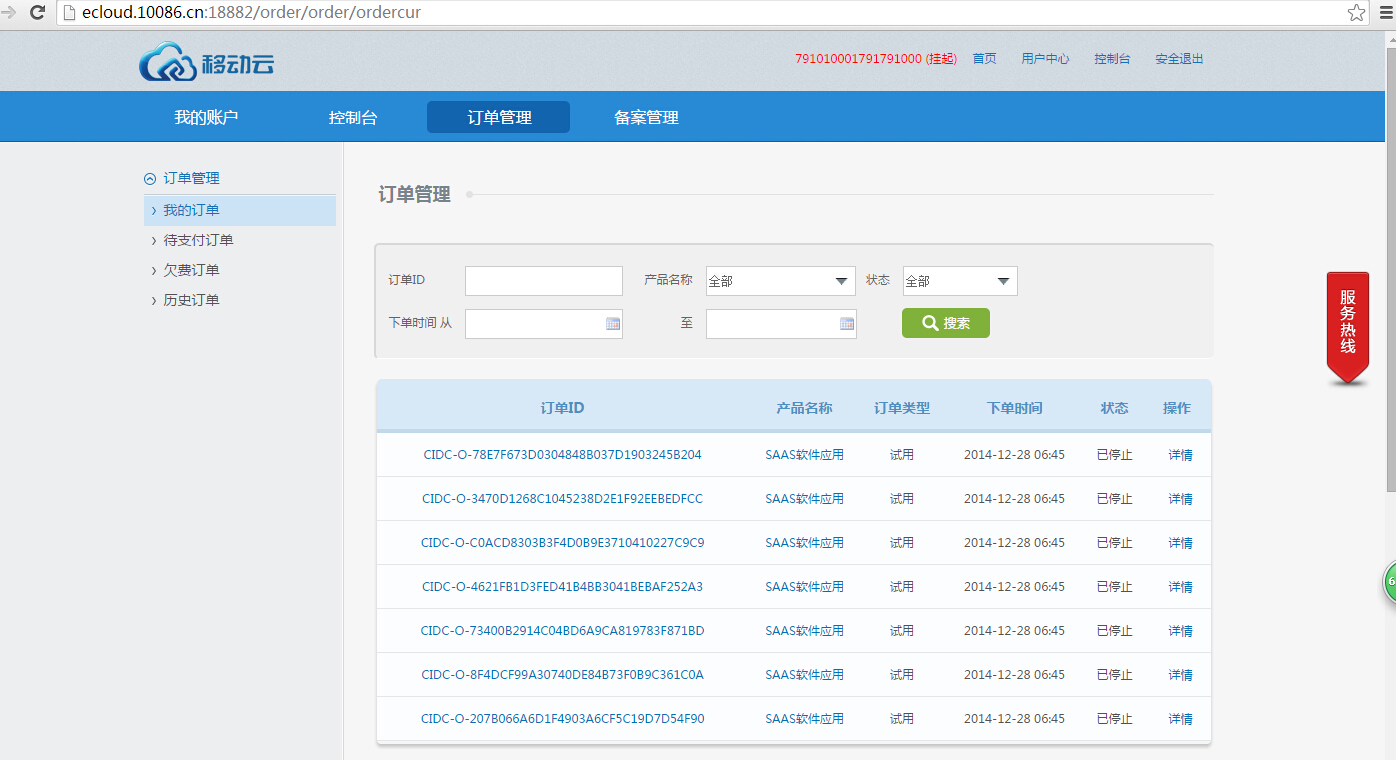 ecloud.10086.cn:18882/order/order/ordercur
移动云
791010001791791000 (挂起) 首页 用户中心 控制台 安全退出
我的账户 控制台 订单管理 备案管理
订单管理
我的订单
待支付订单
欠费订单
历史订单
订单管理
订单ID 产品名称 全部 状态 全部
下单时间 从 至 搜索
服务热线
订单ID 产品名称 订单类型 下单时间 状态 操作
CIDC-O-78E7F673D0304848B037D1903245B204 SAAS软件应用 试用 2014-12-28 06:45 已停止 详情
CIDC-O-3470D1268C1045238D2E1F92EEBEDFCC SAAS软件应用 试用 2014-12-28 06:45 已停止 详情
CIDC-O-C0ACD8303B3F4D0B9E3710410227C9C9 SAAS软件应用 试用 2014-12-28 06:45 已停止 详情
CIDC-O-4621FB1D3FED41B4BB3041BEBAF252A3 SAAS软件应用 试用 2014-12-28 06:45 已停止 详情
CIDC-O-73400B2914C04BD6A9CA819783F871BD SAAS软件应用 试用 2014-12-28 06:45 已停止 详情
CIDC-O-8F4DCF99A30740DE84B73F0B9C361C0A SAAS软件应用 试用 2014-12-28 06:45 已停止 详情
CIDC-O-207B066A6D1F4903A6CF5C19D7D54F90 SAAS软件应用 试用 2014-12-28 06:45 已停止 详情